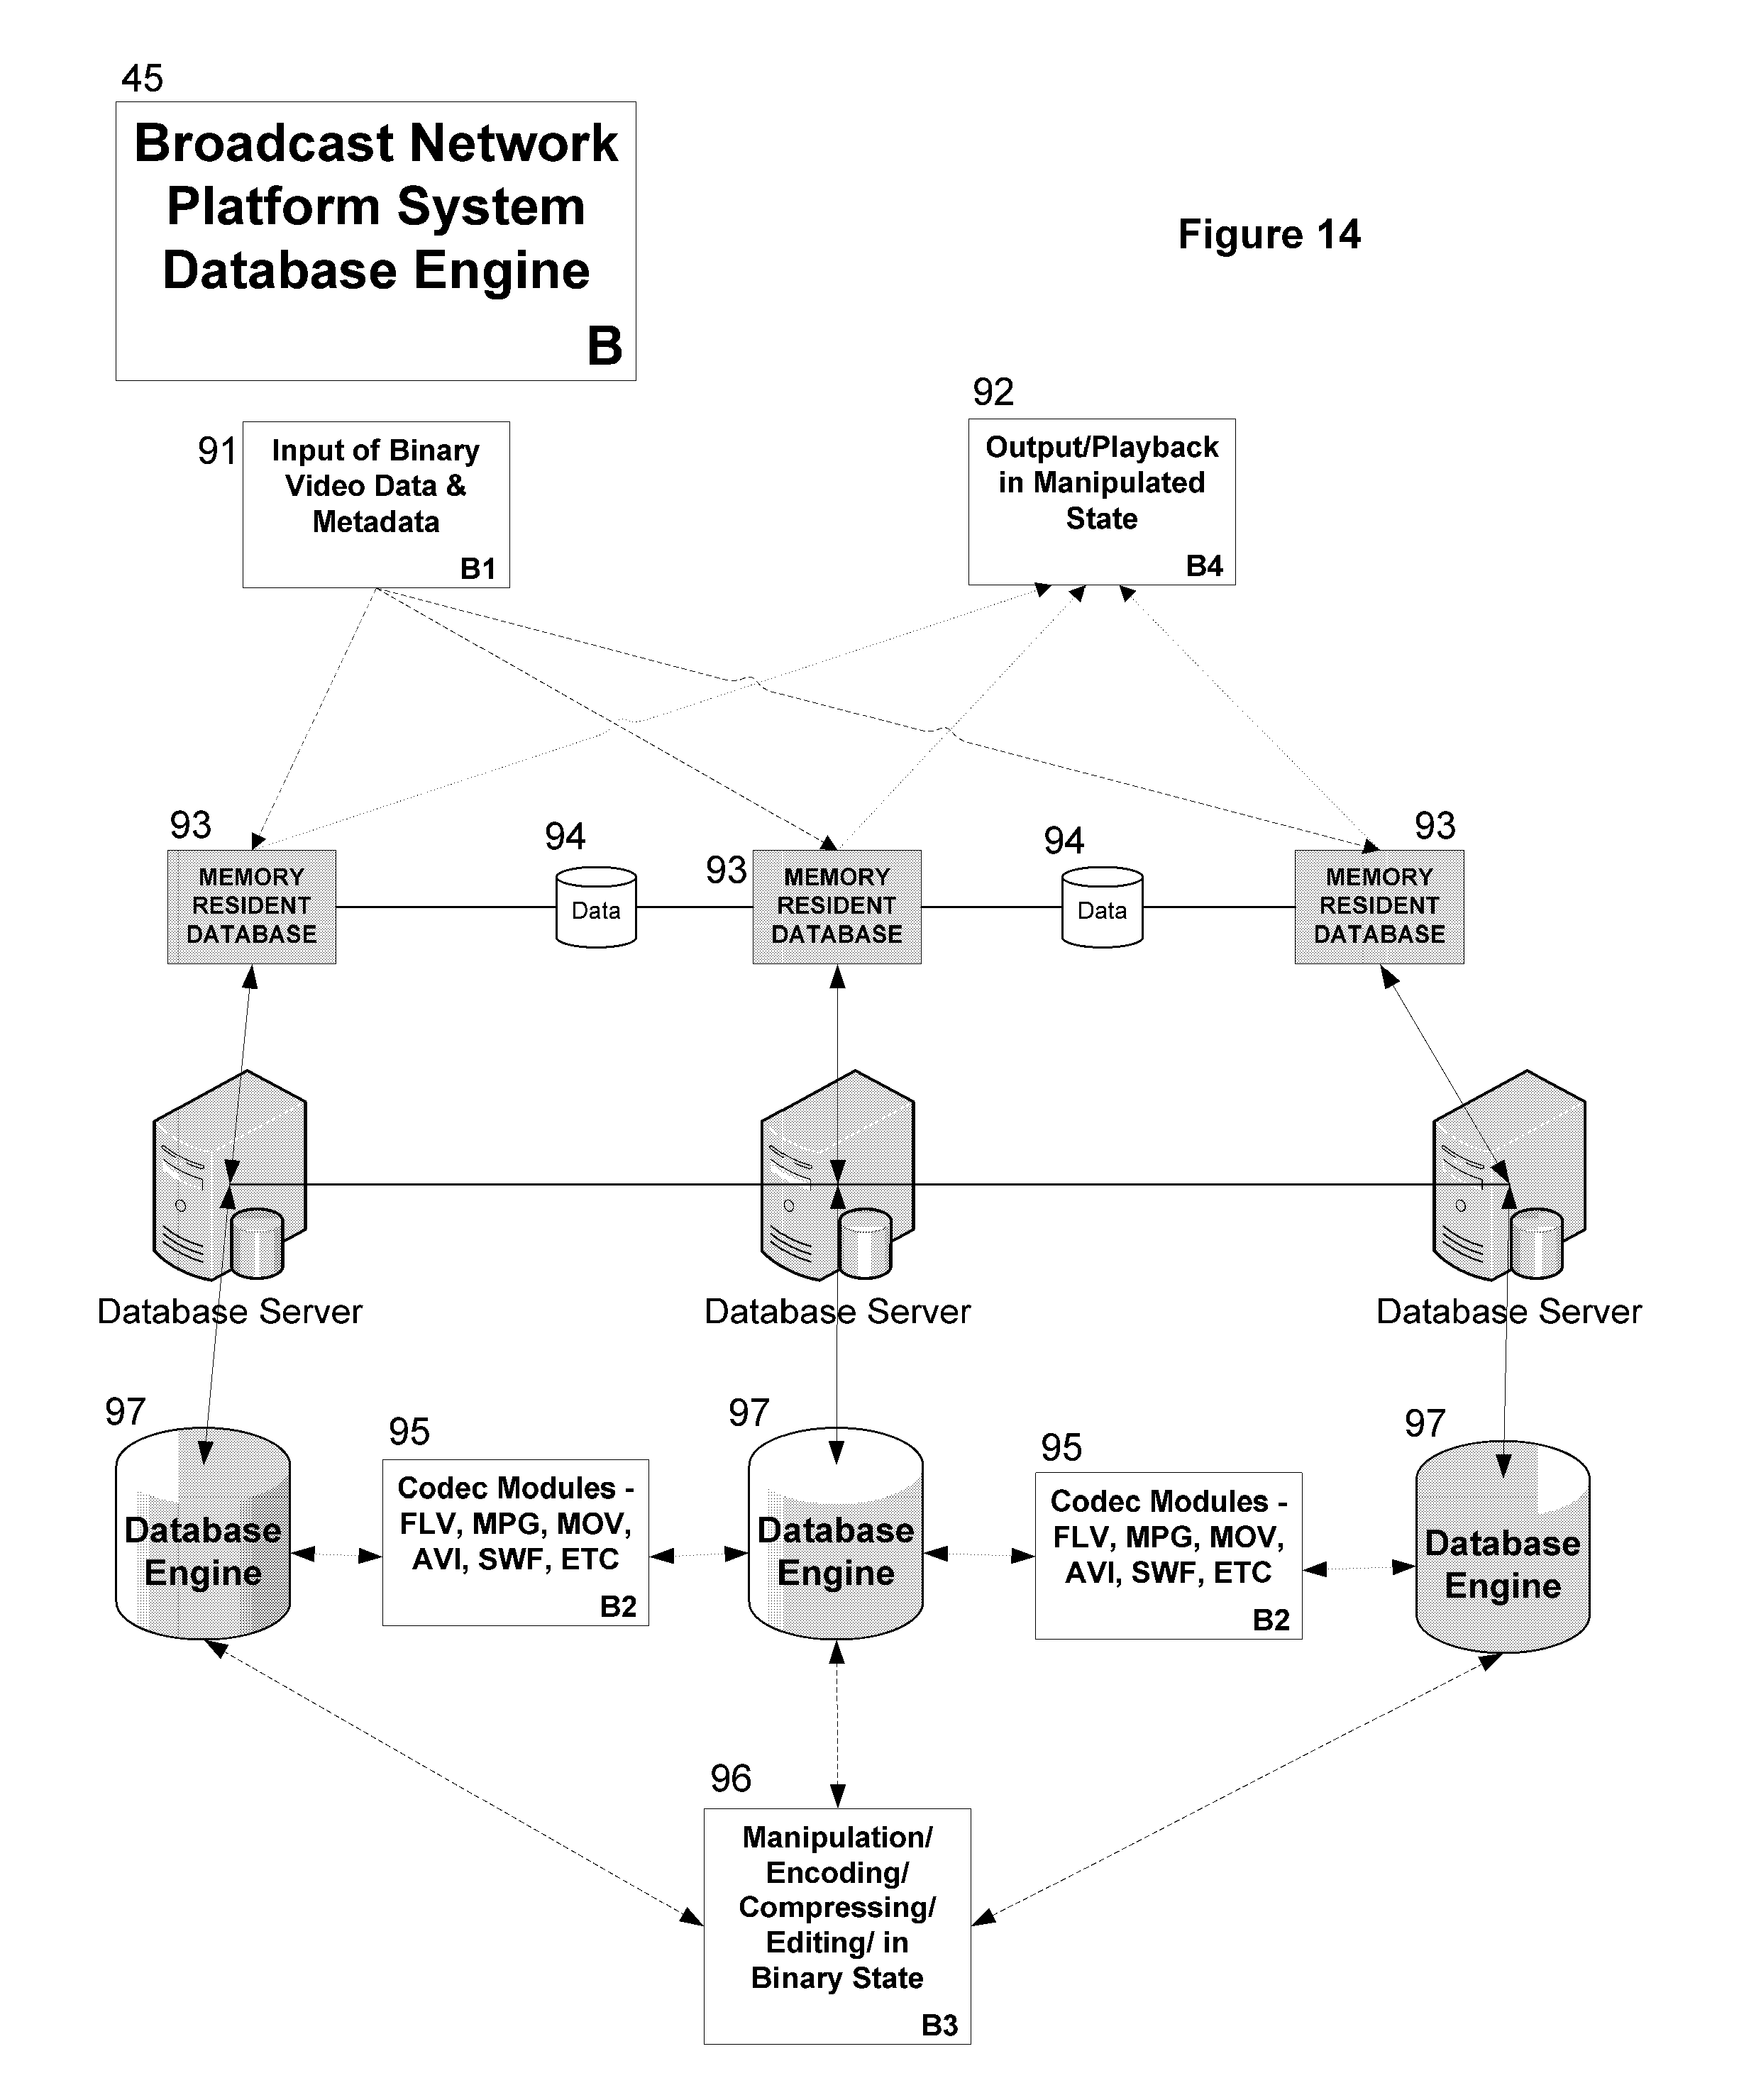 45
Broadcast Network
Platform System
Database Engine
B
Figure 14
91
Input of Binary
Video Data &
Metadata
B1
92
Output/Playback
in Manipulated
State
B4
93
MEMORY
RESIDENT
DATABASE
94
Data
93
MEMORY
RESIDENT
DATABASE
94
Data
93
MEMORY
RESIDENT
DATABASE
Database Server
Database Server
Database Server
97
Database
Engine
95
Codec Modules -
FLV, MPG, MOV,
AVI, SWF, ETC
B2
97
Database
Engine
95
Codec Modules -
FLV, MPG, MOV,
AVI, SWF, ETC
B2
97
Database
Engine
96
Manipulation/
Encoding/
Compressing/
Editing/ in
Binary State
B3